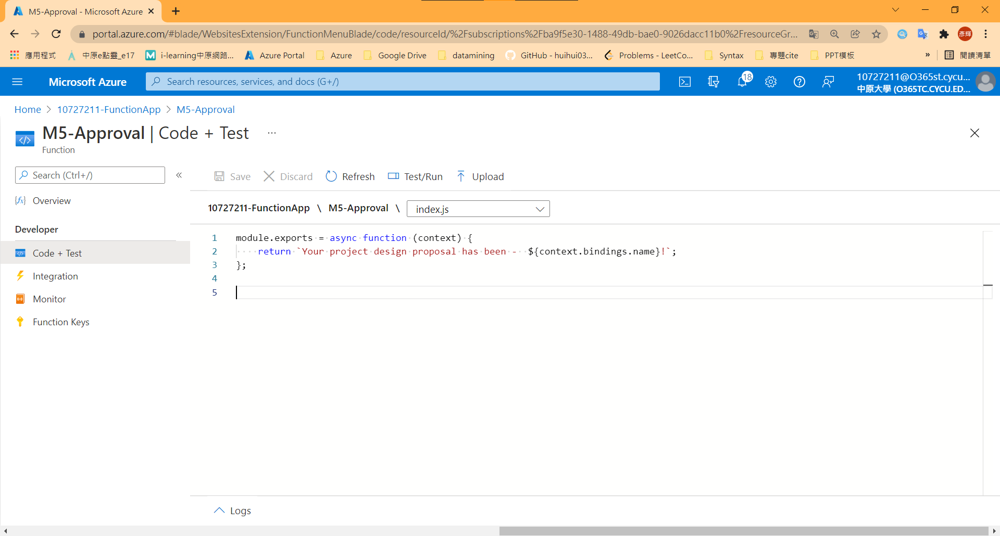 M5-Approval - Microsoft Azure
portal.azure.com/#blade/WebsitesExtension/FunctionMenuBlade/code/resourceId/%2Fsubscriptions%2Fba9f5e30-1488-49db-bae0-9026dacc11b0%2FresourceGr...
彥輝
應用程式
中原e點靈_e17
i-learning中原網路...
Azure Portal
Azure
Google Drive
datamining
GitHub - huihui03...
Problems - LeetCo...
Syntax
專題cite
PPT模板
»
閱讀清單
Microsoft Azure
Search resources, services, and docs (G+/)
18
10727211@O365st.cycu...
中原大學 (O365TC.CYCU.ED...
Home > 10727211-FunctionApp > M5-Approval
M5-Approval | Code + Test ...
Function
Search (Ctrl+/)
«
Save
Discard
Refresh
Test/Run
Upload
Overview
Developer
Code + Test
Integration
Monitor
Function Keys
10727211-FunctionApp \ M5-Approval \ index.js
1 module.exports = async function (context) {
2     return `Your project design proposal has been -  ${context.bindings.name}!`;
3 };
4
5
Logs